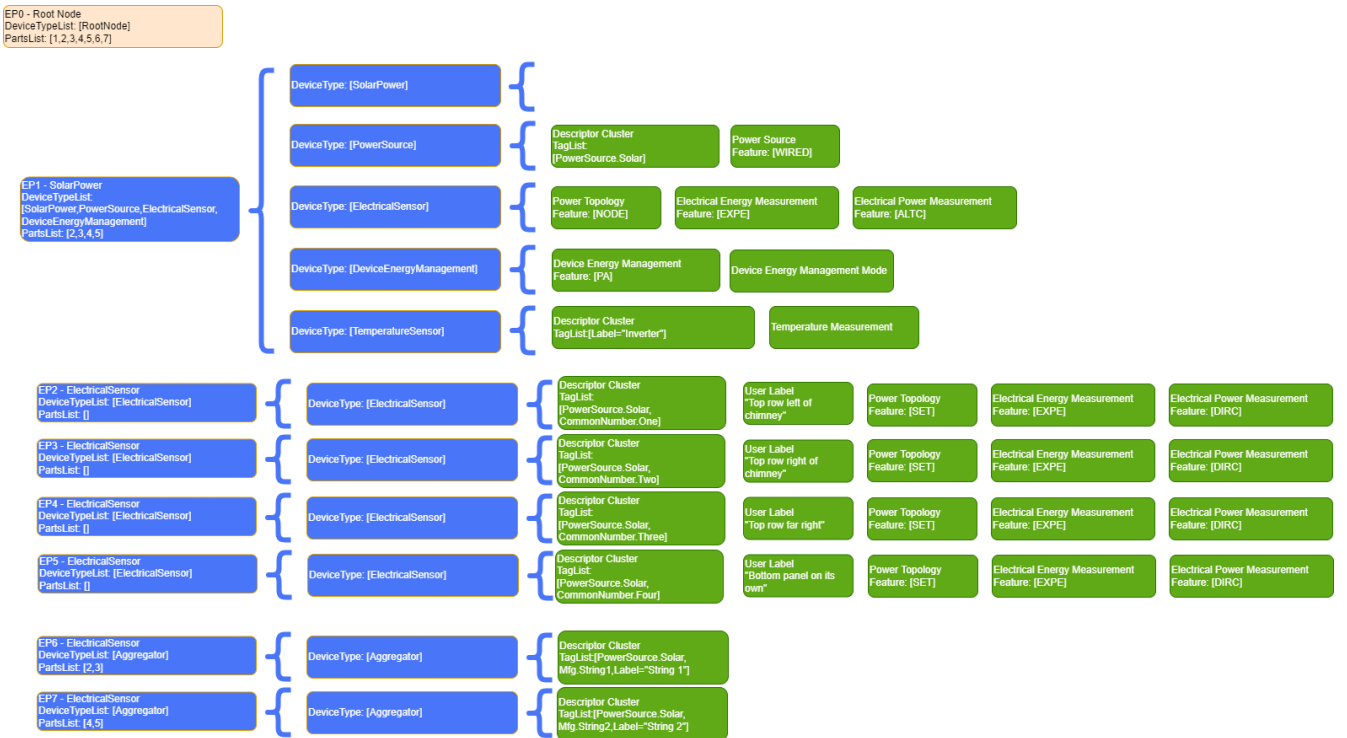 EP0 - Root Node
DeviceTypeList: [RootNode]
PartsList: [1,2,3,4,5,6,7]
EP1 - SolarPower
DeviceTypeList:
[SolarPower,PowerSource,ElectricalSensor,
DeviceEnergyManagement]
PartsList: [2,3,4,5]
DeviceType: [SolarPower]
DeviceType: [PowerSource]
Descriptor Cluster
TagList:
[PowerSource.Solar]
Power Source
Feature: [WIRED]
DeviceType: [ElectricalSensor]
Power Topology
Feature: [NODE]
Electrical Energy Measurement
Feature: [EXPE]
Electrical Power Measurement
Feature: [ALTC]
DeviceType: [DeviceEnergyManagement]
Device Energy Management
Feature: [PA]
Device Energy Management Mode
DeviceType: [TemperatureSensor]
Descriptor Cluster
TagList:[Label="Inverter"]
Temperature Measurement
EP2 - ElectricalSensor
DeviceTypeList: [ElectricalSensor]
PartsList: []
DeviceType: [ElectricalSensor]
Descriptor Cluster
TagList:
[PowerSource.Solar,
CommonNumber.One]
User Label
"Top row left of
chimney"
Power Topology
Feature: [SET]
Electrical Energy Measurement
Feature: [EXPE]
Electrical Power Measurement
Feature: [DIRC]
EP3 - ElectricalSensor
DeviceTypeList: [ElectricalSensor]
PartsList: []
DeviceType: [ElectricalSensor]
Descriptor Cluster
TagList:
[PowerSource.Solar,
CommonNumber.Two]
User Label
"Top row right of
chimney"
Power Topology
Feature: [SET]
Electrical Energy Measurement
Feature: [EXPE]
Electrical Power Measurement
Feature: [DIRC]
EP4 - ElectricalSensor
DeviceTypeList: [ElectricalSensor]
PartsList: []
DeviceType: [ElectricalSensor]
Descriptor Cluster
TagList:
[PowerSource.Solar,
CommonNumber.Three]
User Label
"Top row far right"
Power Topology
Feature: [SET]
Electrical Energy Measurement
Feature: [EXPE]
Electrical Power Measurement
Feature: [DIRC]
EP5 - ElectricalSensor
DeviceTypeList: [ElectricalSensor]
PartsList: []
DeviceType: [ElectricalSensor]
Descriptor Cluster
TagList:
[PowerSource.Solar,
CommonNumber.Four]
User Label
"Bottom panel on its
own"
Power Topology
Feature: [SET]
Electrical Energy Measurement
Feature: [EXPE]
Electrical Power Measurement
Feature: [DIRC]
EP6 - ElectricalSensor
DeviceTypeList: [Aggregator]
PartsList: [2,3]
DeviceType: [Aggregator]
Descriptor Cluster
TagList:[PowerSource.Solar,
Mfg.String1,Label="String 1"]
EP7 - ElectricalSensor
DeviceTypeList: [Aggregator]
PartsList: [4,5]
DeviceType: [Aggregator]
Descriptor Cluster
TagList:[PowerSource.Solar,
Mfg.String2,Label="String 2"]